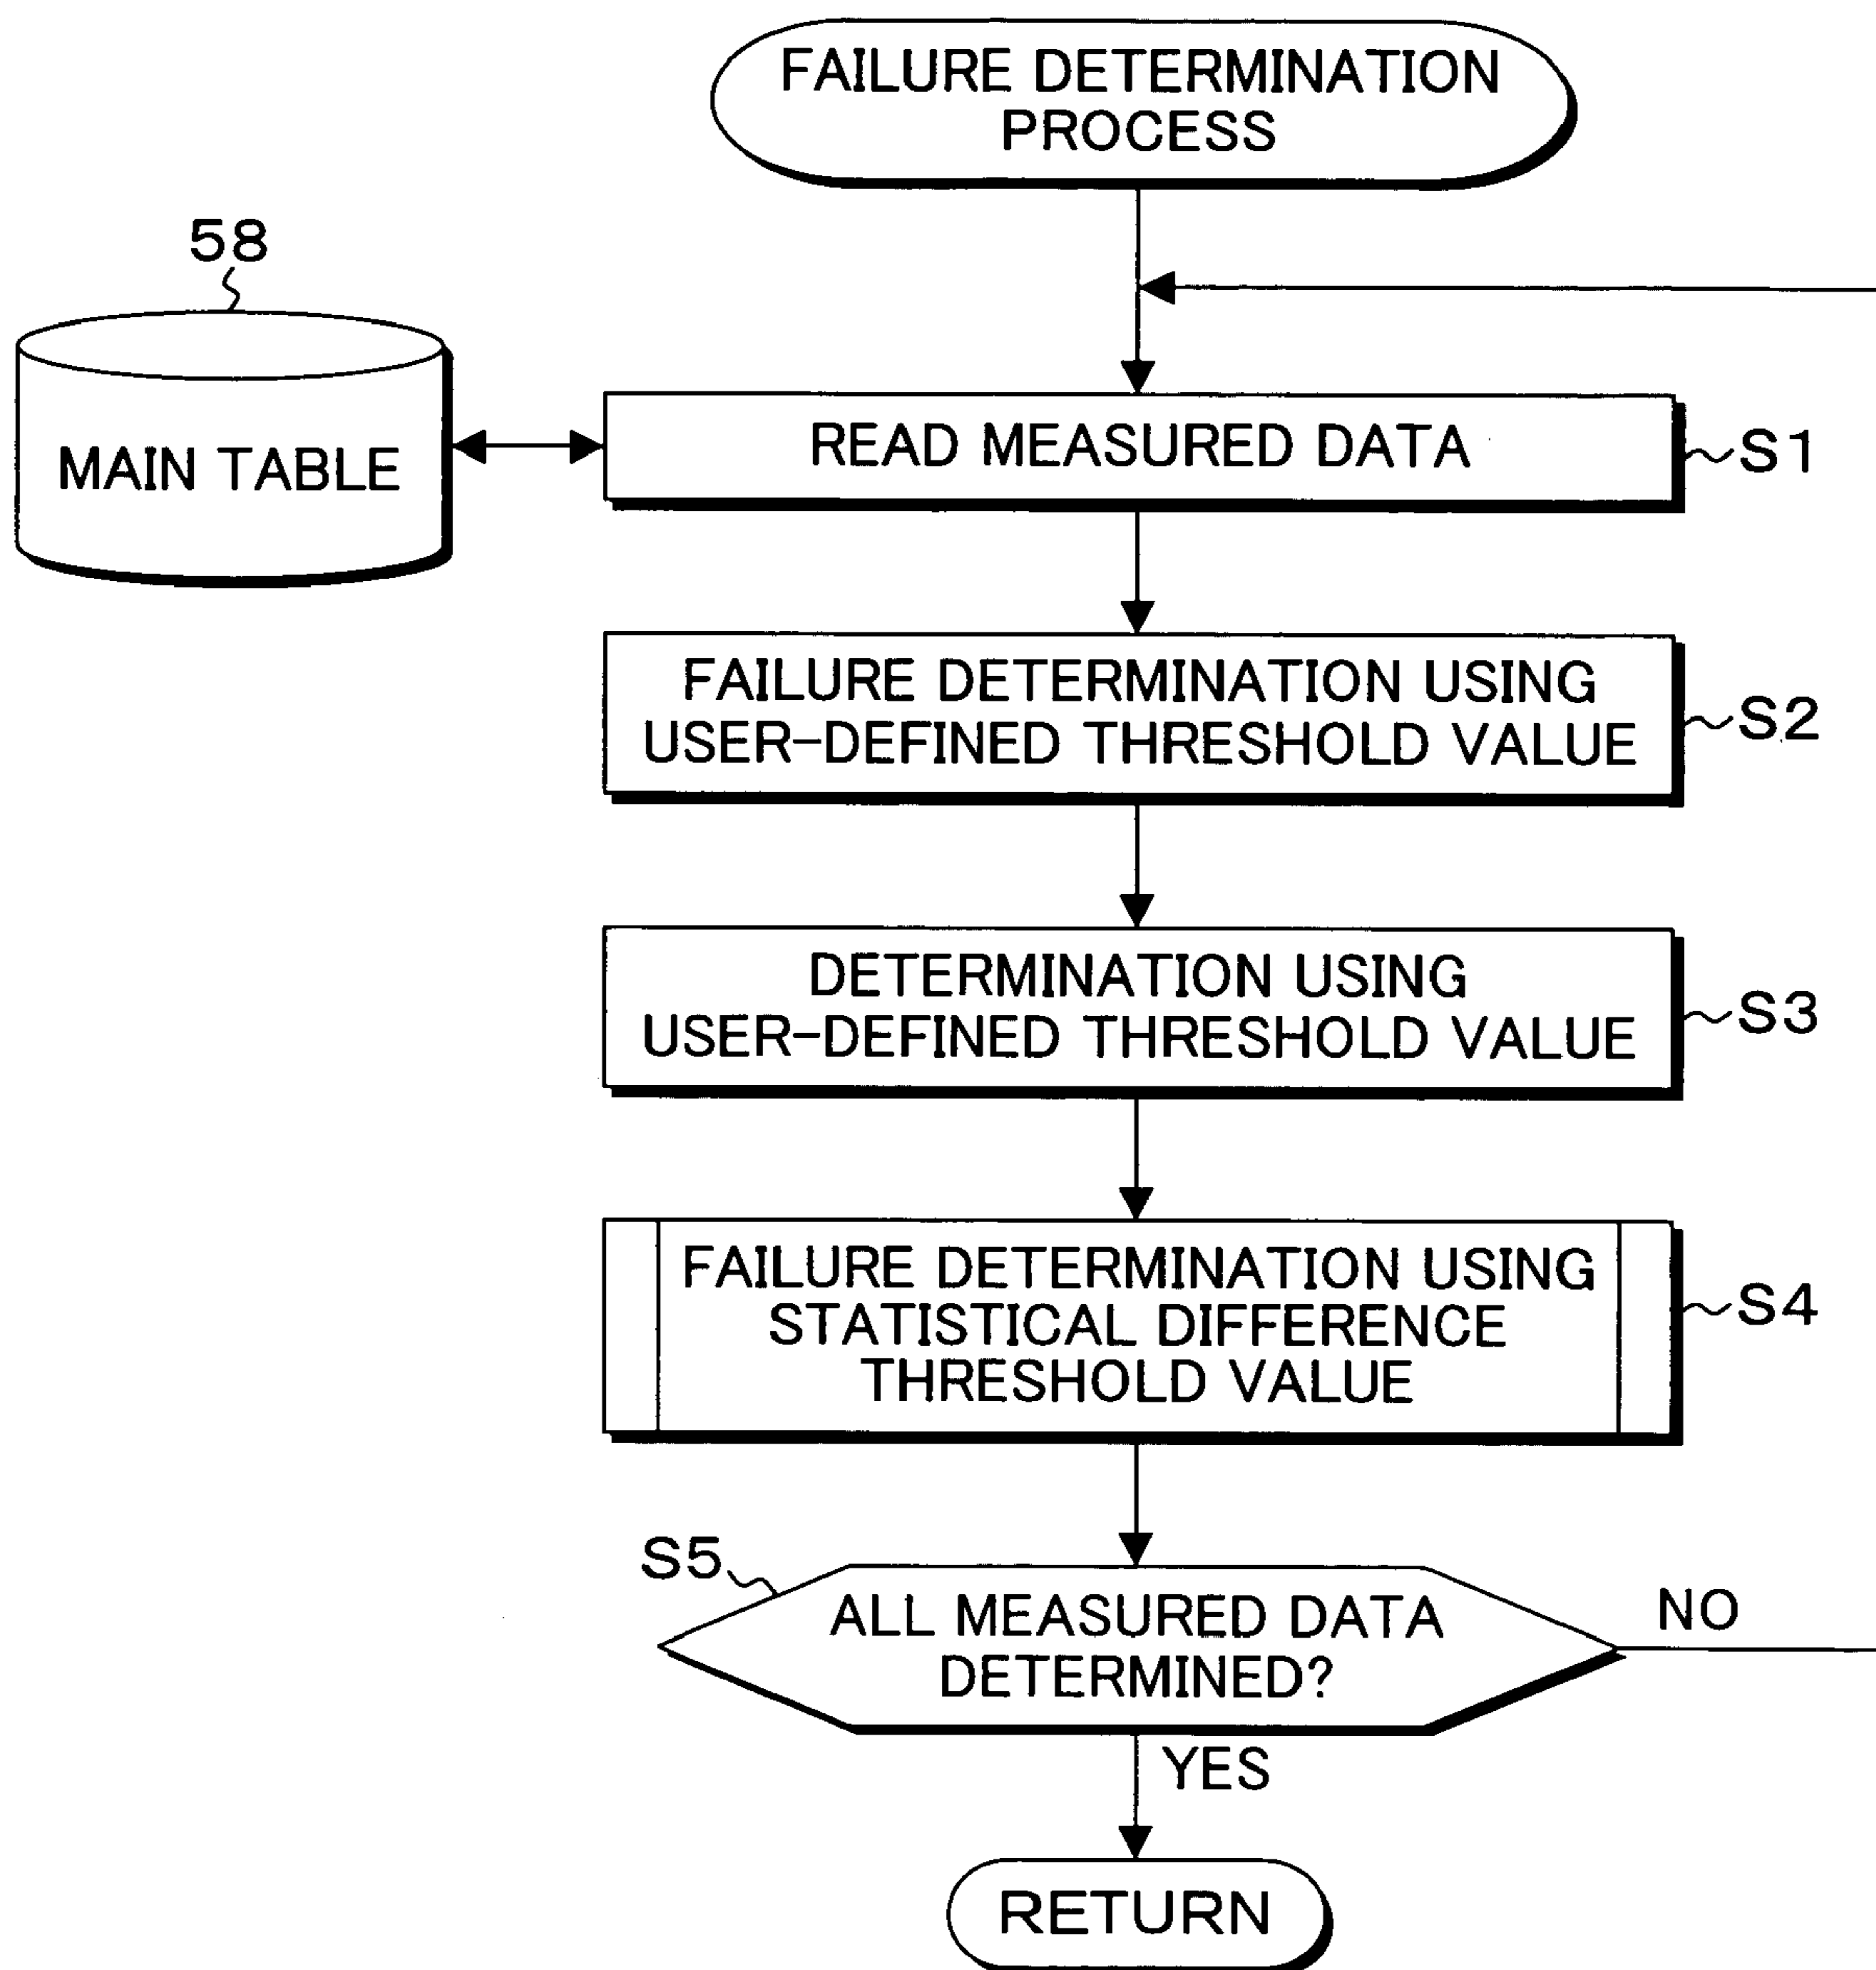 FAILURE DETERMINATION
PROCESS
58
MAIN TABLE
READ MEASURED DATA
S1
FAILURE DETERMINATION USING
USER-DEFINED THRESHOLD VALUE
S2
DETERMINATION USING
USER-DEFINED THRESHOLD VALUE
S3
FAILURE DETERMINATION USING
STATISTICAL DIFFERENCE
THRESHOLD VALUE
S4
S5
ALL MEASURED DATA
DETERMINED?
NO
YES
RETURN